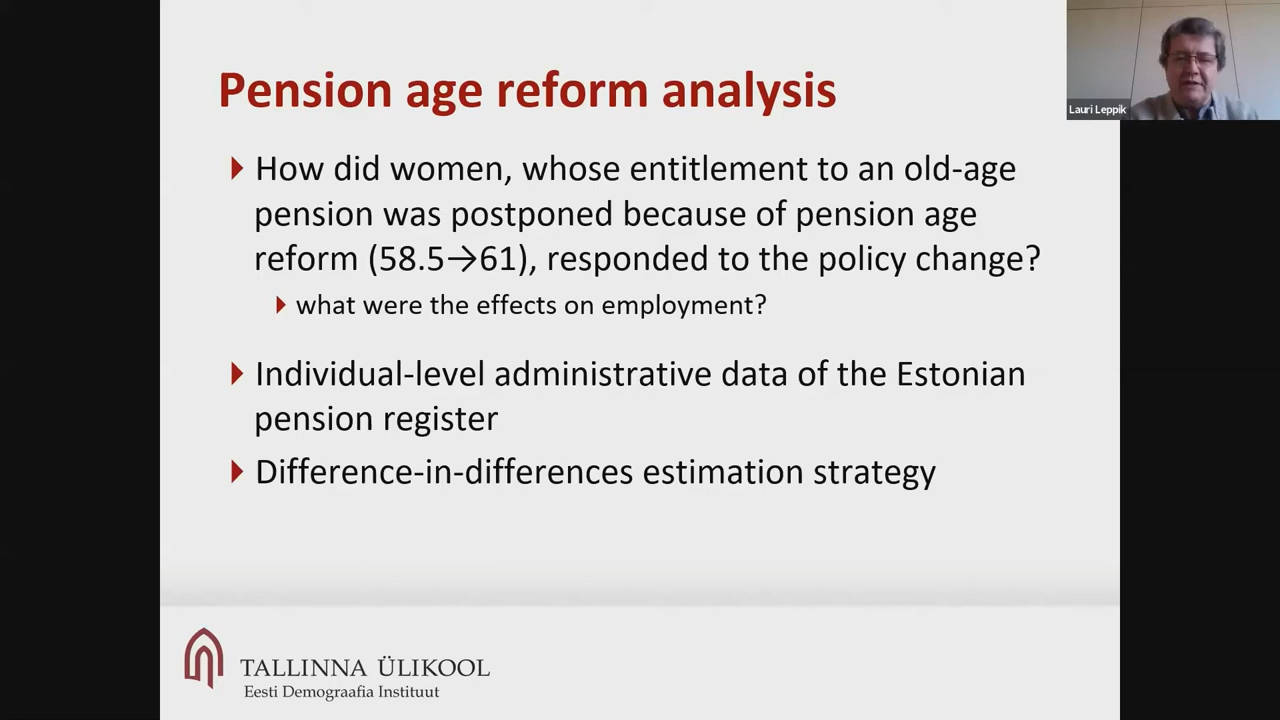 Pension age reform analysis
Lauri Leppik
How did women, whose entitlement to an old-age
pension was postponed because of pension age
reform (58.5→61), responded to the policy change?
what were the effects on employment?
Individual-level administrative data of the Estonian
pension register
Difference-in-differences estimation strategy
TALLINNA ÜLIKOOL
Eesti Demograafia Instituut